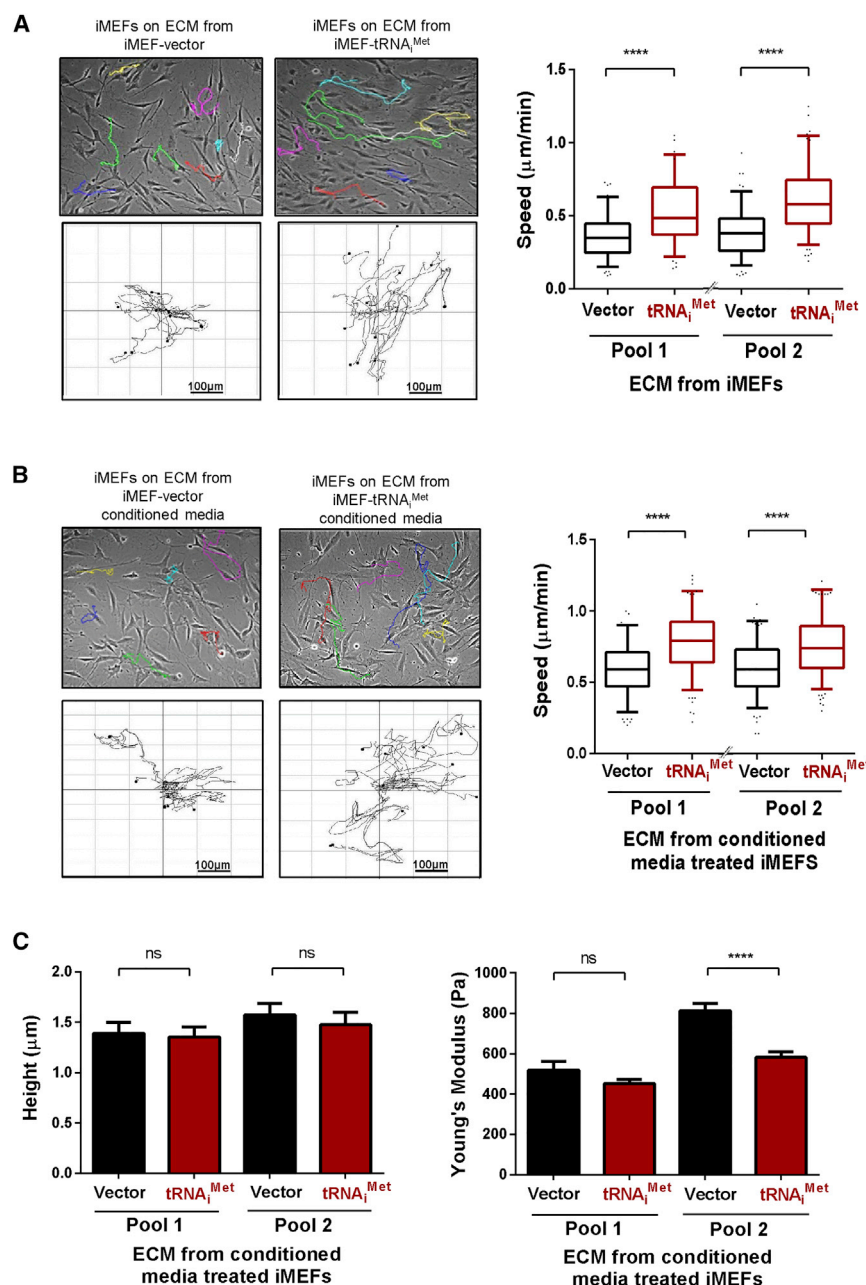 A
iMEFs on ECM from
iMEF-vector
iMEFs on ECM from
iMEF-tRNAiMet
100μm
100μm
Speed (μm/min)
1.5
1.0
0.5
0.0
****
****
Vector
tRNAiMet
Vector
tRNAiMet
Pool 1
Pool 2
ECM from iMEFs
B
iMEFs on ECM from
iMEF-vector
conditioned media
iMEFs on ECM from
iMEF-tRNAiMet
conditioned media
100μm
100μm
Speed (μm/min)
1.5
1.0
0.5
0.0
****
****
Vector
tRNAiMet
Vector
tRNAiMet
Pool 1
Pool 2
ECM from conditioned
media treated iMEFS
C
Height (μm)
2.0
1.5
1.0
0.5
0.0
ns
ns
Vector
tRNAiMet
Vector
tRNAiMet
Pool 1
Pool 2
ECM from conditioned
media treated iMEFs
Young's Modulus (Pa)
1000
800
600
400
200
0
ns
****
Vector
tRNAiMet
Vector
tRNAiMet
Pool 1
Pool 2
ECM from conditioned
media treated iMEFs